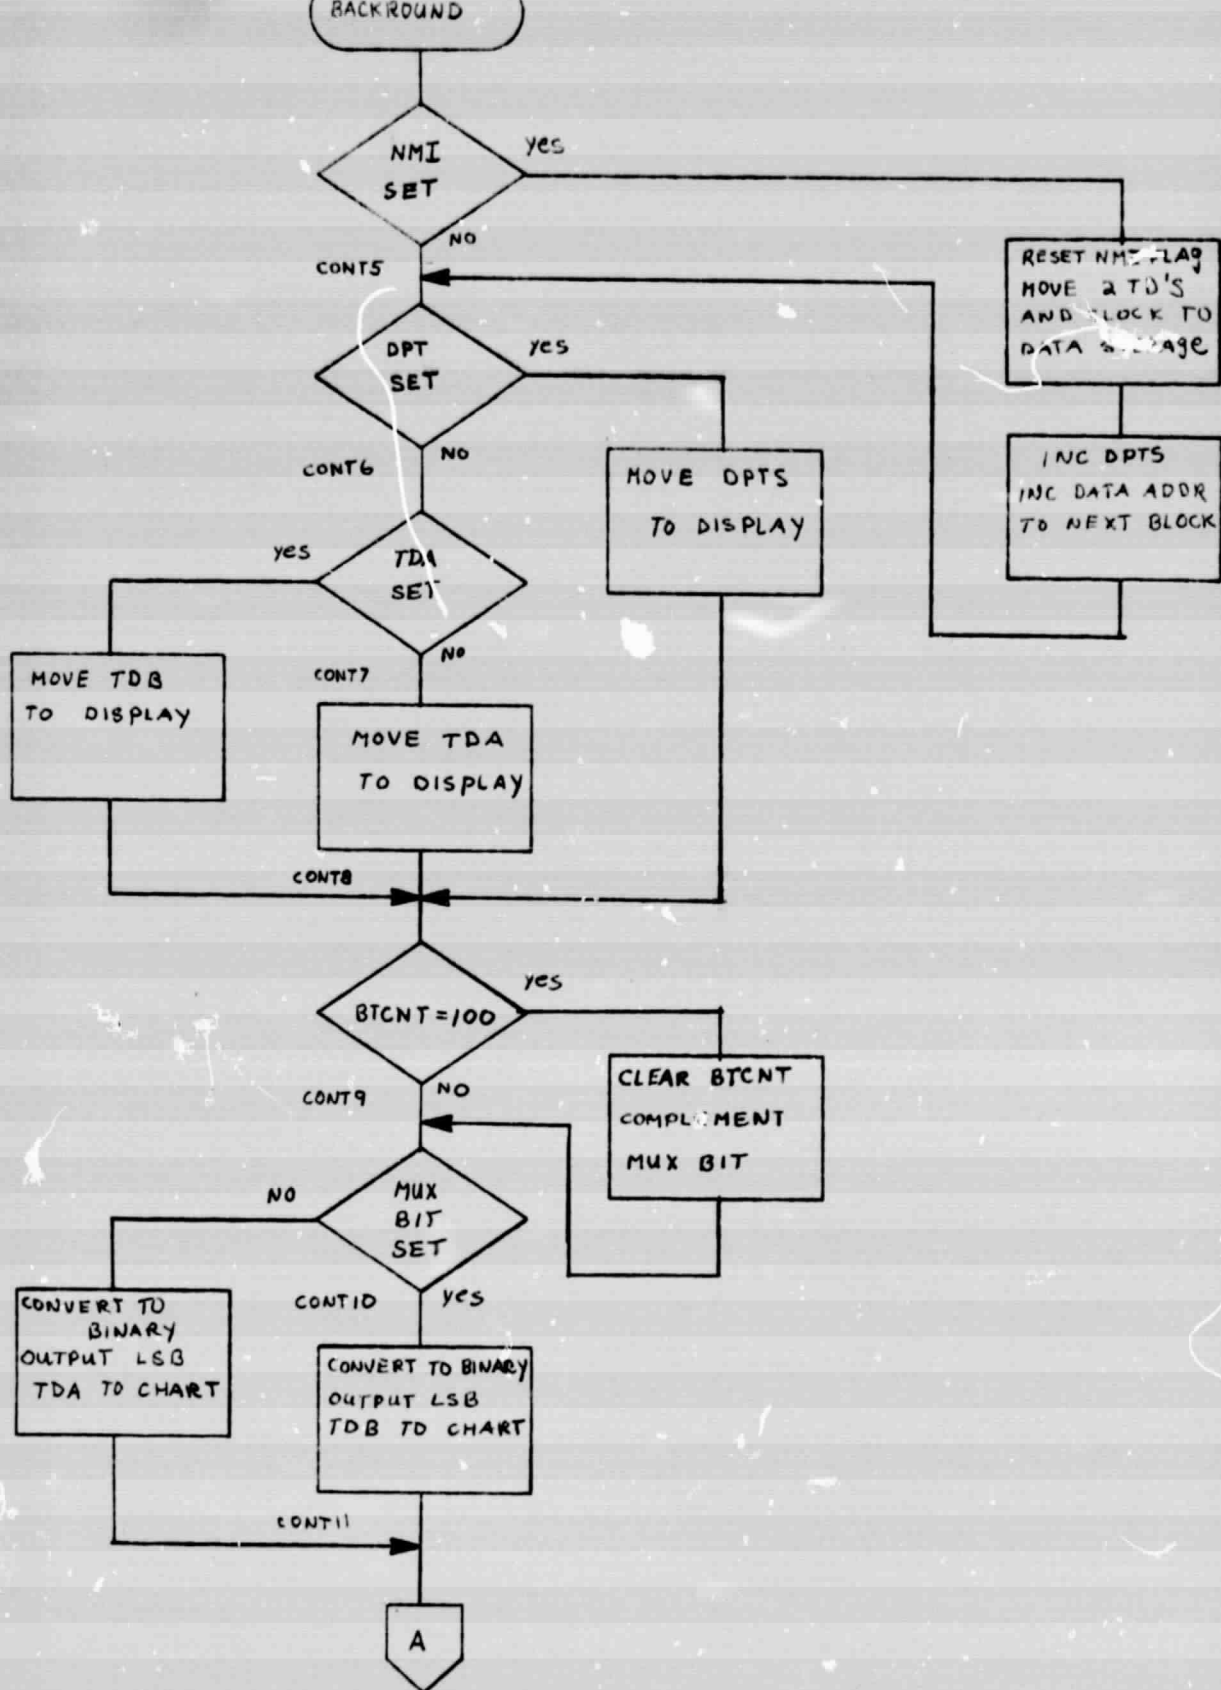 BACKROUND
NMI
SET
yes
NO
CONT5
RESET NMI FLAG
MOVE 2 TD'S
AND TO
DATA
INC DPTS
INC DATA ADDR
TO NEXT BLOCK
DPT
SET
yes
NO
CONT6
MOVE DPTS
TO DISPLAY
TDA
SET
yes
NO
CONT7
MOVE TDB
TO DISPLAY
MOVE TDA
TO DISPLAY
CONT8
BTCNT=100
yes
NO
CONT9
CLEAR BTCNT
COMPLEMENT
MUX BIT
MUX
BIT
SET
NO
yes
CONT10
CONVERT TO
BINARY
OUTPUT LSB
TDA TO CHART
CONVERT TO BINARY
OUTPUT LSB
TDB TO CHART
CONT11
A